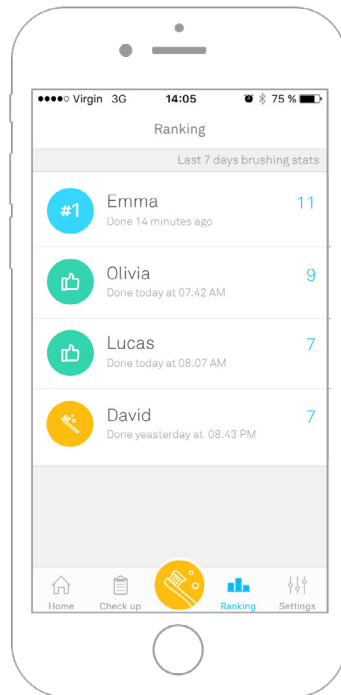 Virgin 3G 14:05 75 %
Ranking
Last 7 days brushing stats
#1 Emma 11
Done 14 minutes ago
Olivia 9
Done today at 07:42 AM
Lucas 7
Done today at 08:07 AM
David 7
Done yeasterday at 08:43 PM
Home Check up Ranking Settings